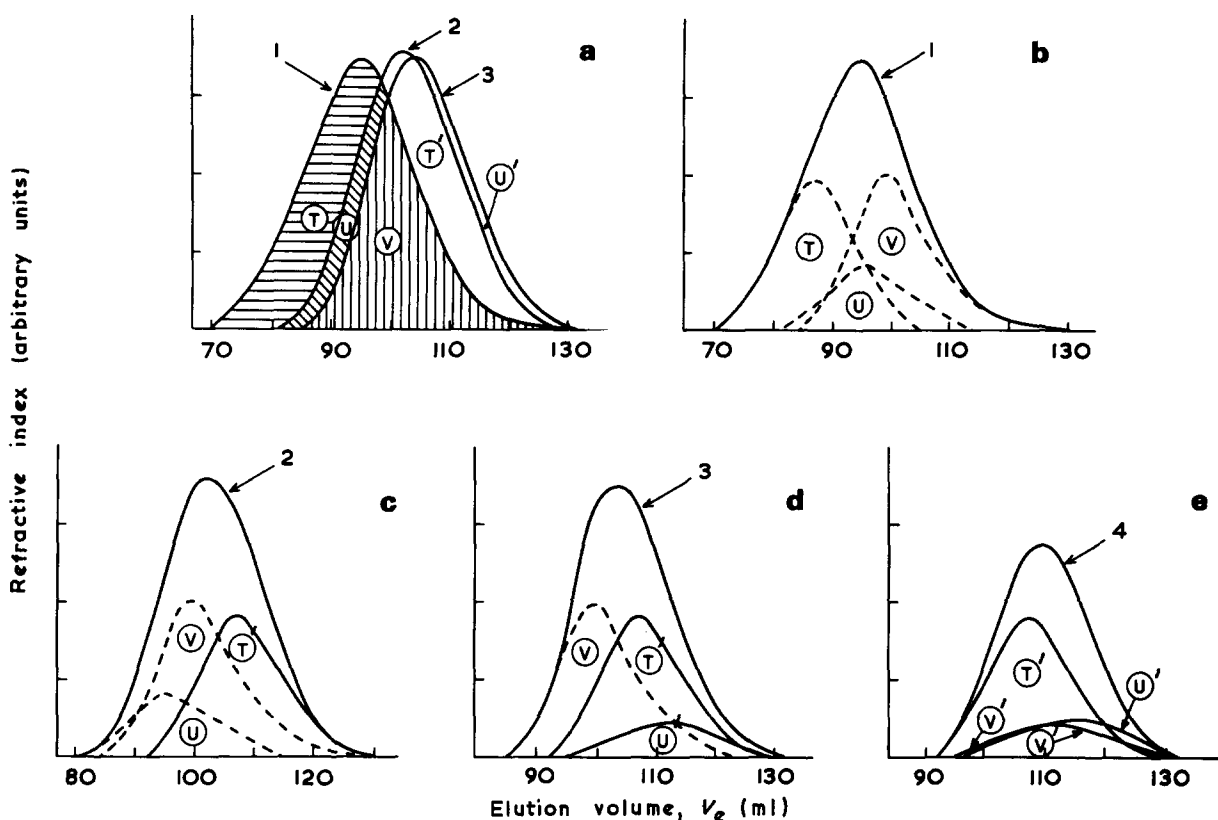 1
2
3
a
T
U
V
T′
U′
70 90 110 130
1
b
T
V
U
70 90 110 130
2
c
V
T′
U
80 100 120
3
d
V
T′
U′
90 110 130
4
e
T′
U′
V′
V′
90 110 130
Refractive index (arbitrary units)
Elution volume, Ve (ml)